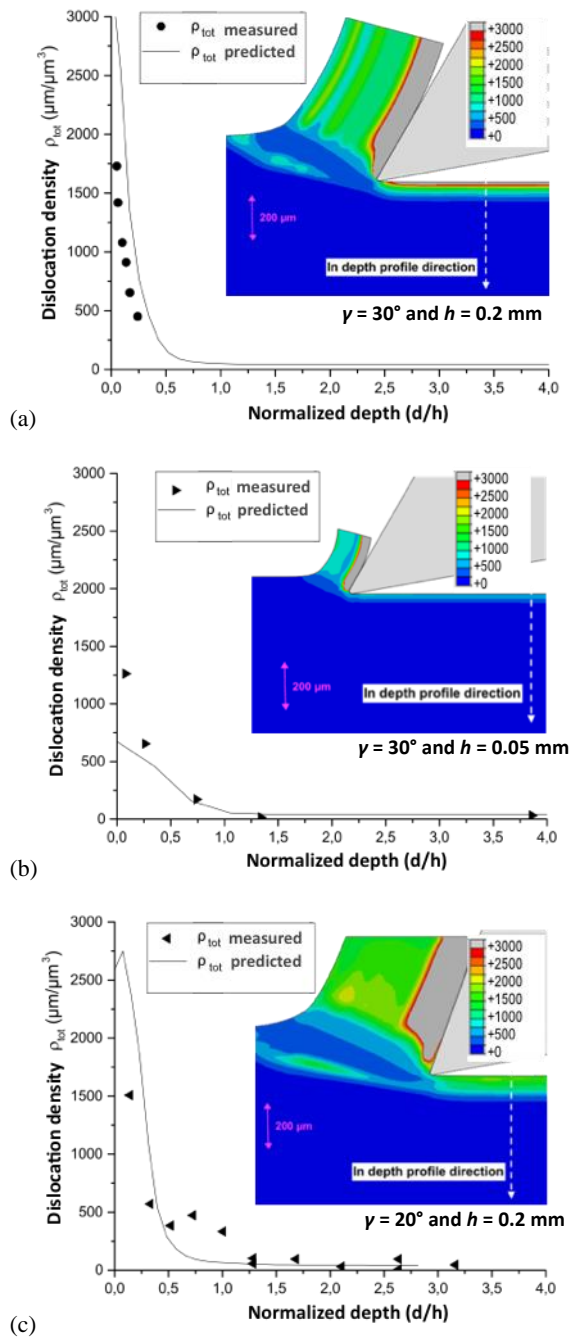 3000
2500
2000
1500
1000
500
0
Dislocation density ρtot (µm/µm³)
ρtot measured
ρtot predicted
+3000
+2500
+2000
+1500
+1000
+500
+0
200 µm
In depth profile direction
γ = 30° and h = 0.2 mm
0,0 0,5 1,0 1,5 2,0 2,5 3,0 3,5 4,0
Normalized depth (d/h)
(a)
3000
2500
2000
1500
1000
500
0
Dislocation density ρtot (µm/µm³)
ρtot measured
ρtot predicted
+3000
+2500
+2000
+1500
+1000
+500
+0
200 µm
In depth profile direction
γ = 30° and h = 0.05 mm
0,0 0,5 1,0 1,5 2,0 2,5 3,0 3,5 4,0
Normalized depth (d/h)
(b)
3000
2500
2000
1500
1000
500
0
Dislocation density ρtot (µm/µm³)
ρtot measured
ρtot predicted
+3000
+2500
+2000
+1500
+1000
+500
+0
200 µm
In depth profile direction
γ = 20° and h = 0.2 mm
0,0 0,5 1,0 1,5 2,0 2,5 3,0 3,5 4,0
Normalized depth (d/h)
(c)